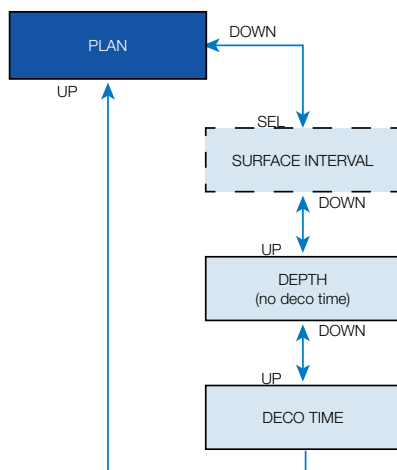 PLAN
DOWN
UP
SEL
SURFACE INTERVAL
DOWN
UP
DEPTH
(no deco time)
DOWN
UP
DECO TIME